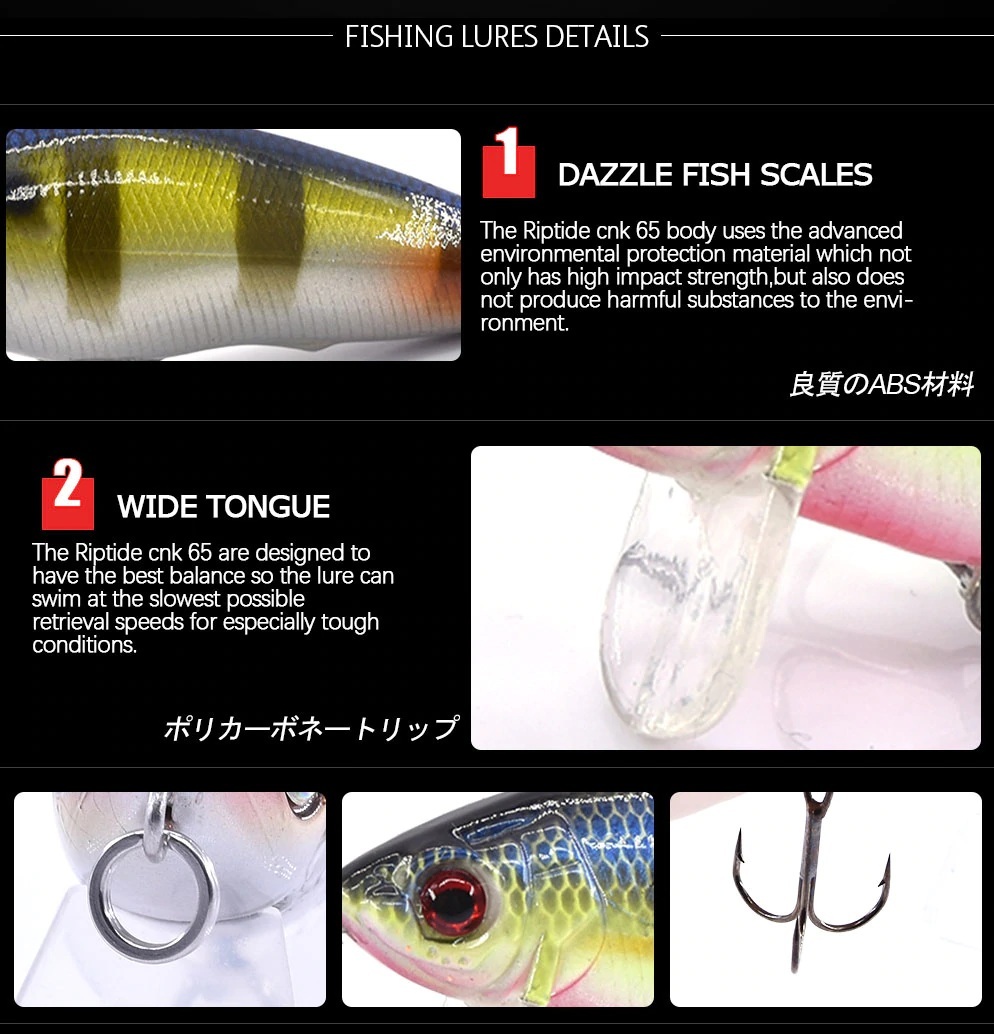 FISHING LURES DETAILS
1
DAZZLE FISH SCALES
The Riptide cnk 65 body uses the advanced
environmental protection material which not
only has high impact strength,but also does
not produce harmful substances to the envi-
ronment.
良質のABS材料
2
WIDE TONGUE
The Riptide cnk 65 are designed to
have the best balance so the lure can
swim at the slowest possible
retrieval speeds for especially tough
conditions.
ポリカーボネートリップ